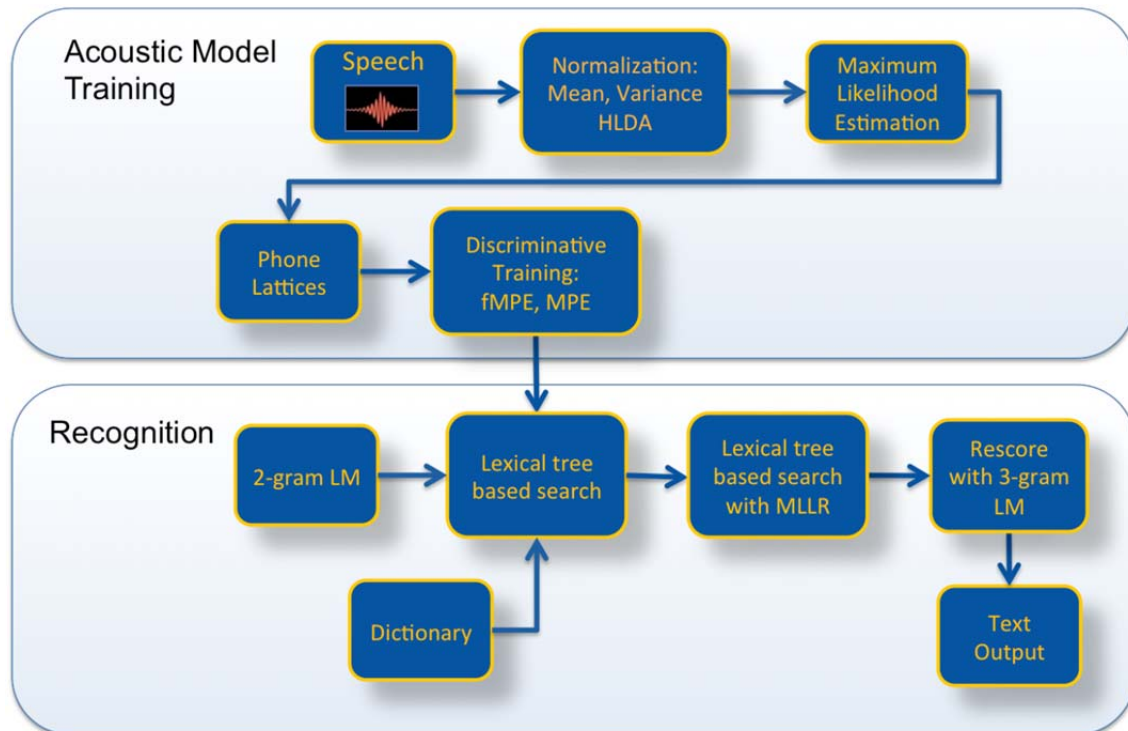 Acoustic Model
Training
Speech
Normalization:
Mean, Variance
HLDA
Maximum
Likelihood
Estimation
Phone
Lattices
Discriminative
Training:
fMPE, MPE
Recognition
2-gram LM
Lexical tree
based search
Lexical tree
based search
with MLLR
Rescore
with 3-gram
LM
Dictionary
Text
Output